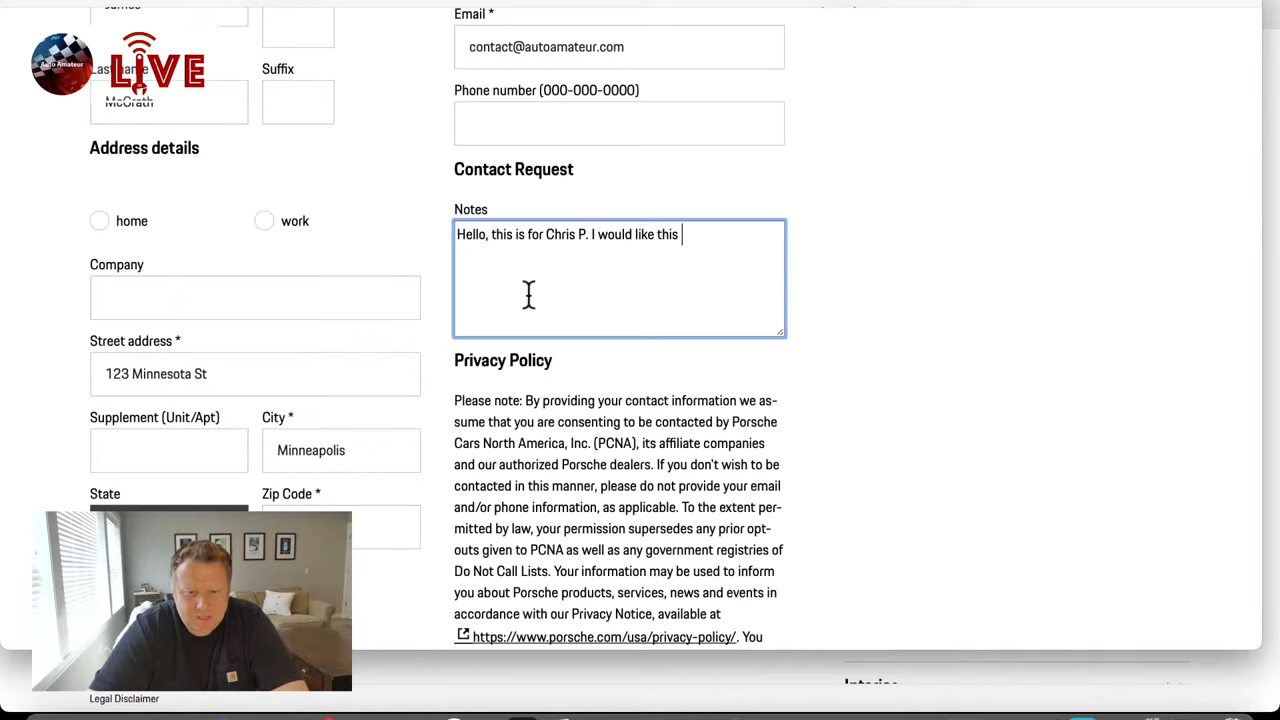 James
Last name
Suffix
McGrath
Address details
home
work
Company
Street address *
123 Minnesota St
Supplement (Unit/Apt)
City *
Minneapolis
State
Zip Code *
Legal Disclaimer
Email *
contact@autoamateur.com
Phone number (000-000-0000)
Contact Request
Notes
Hello, this is for Chris P. I would like this
Privacy Policy
Please note: By providing your contact information we as-
sume that you are consenting to be contacted by Porsche
Cars North America, Inc. (PCNA), its affiliate companies
and our authorized Porsche dealers. If you don't wish to be
contacted in this manner, please do not provide your email
and/or phone information, as applicable. To the extent per-
mitted by law, your permission supersedes any prior opt-
outs given to PCNA as well as any government registries of
Do Not Call Lists. Your information may be used to inform
you about Porsche products, services, news and events in
accordance with our Privacy Notice, available at
https://www.porsche.com/usa/privacy-policy/. You
Auto Amateur
LIVE